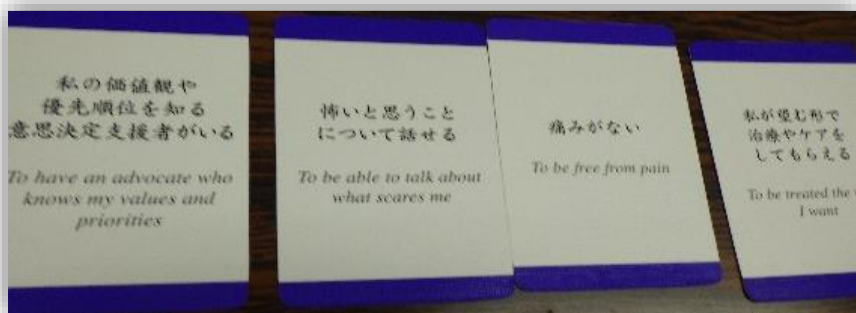 私の価値観や
優先順位を知る
意思決定支援者がいる
To have an advocate who
knows my values and
priorities
怖いと思うこと
について話せる
To be able to talk about
what scares me
痛みがない
To be free from pain
私が望む形で
治療やケアを
してもらえる
To be treated the
I want